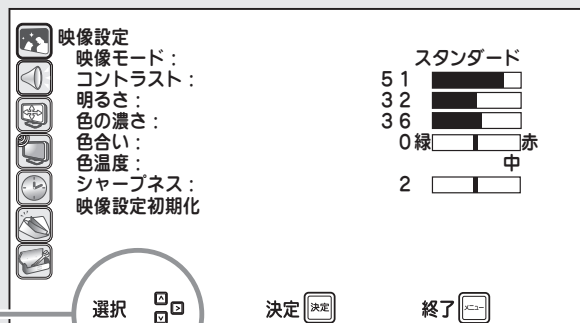 映像設定
映像モード： スタンダード
コントラスト： 51
明るさ： 32
色の濃さ： 36
色合い： 0 緑 赤
色温度： 中
シャープネス： 2
映像設定初期化
選択 決定 決定 終了 メニュー